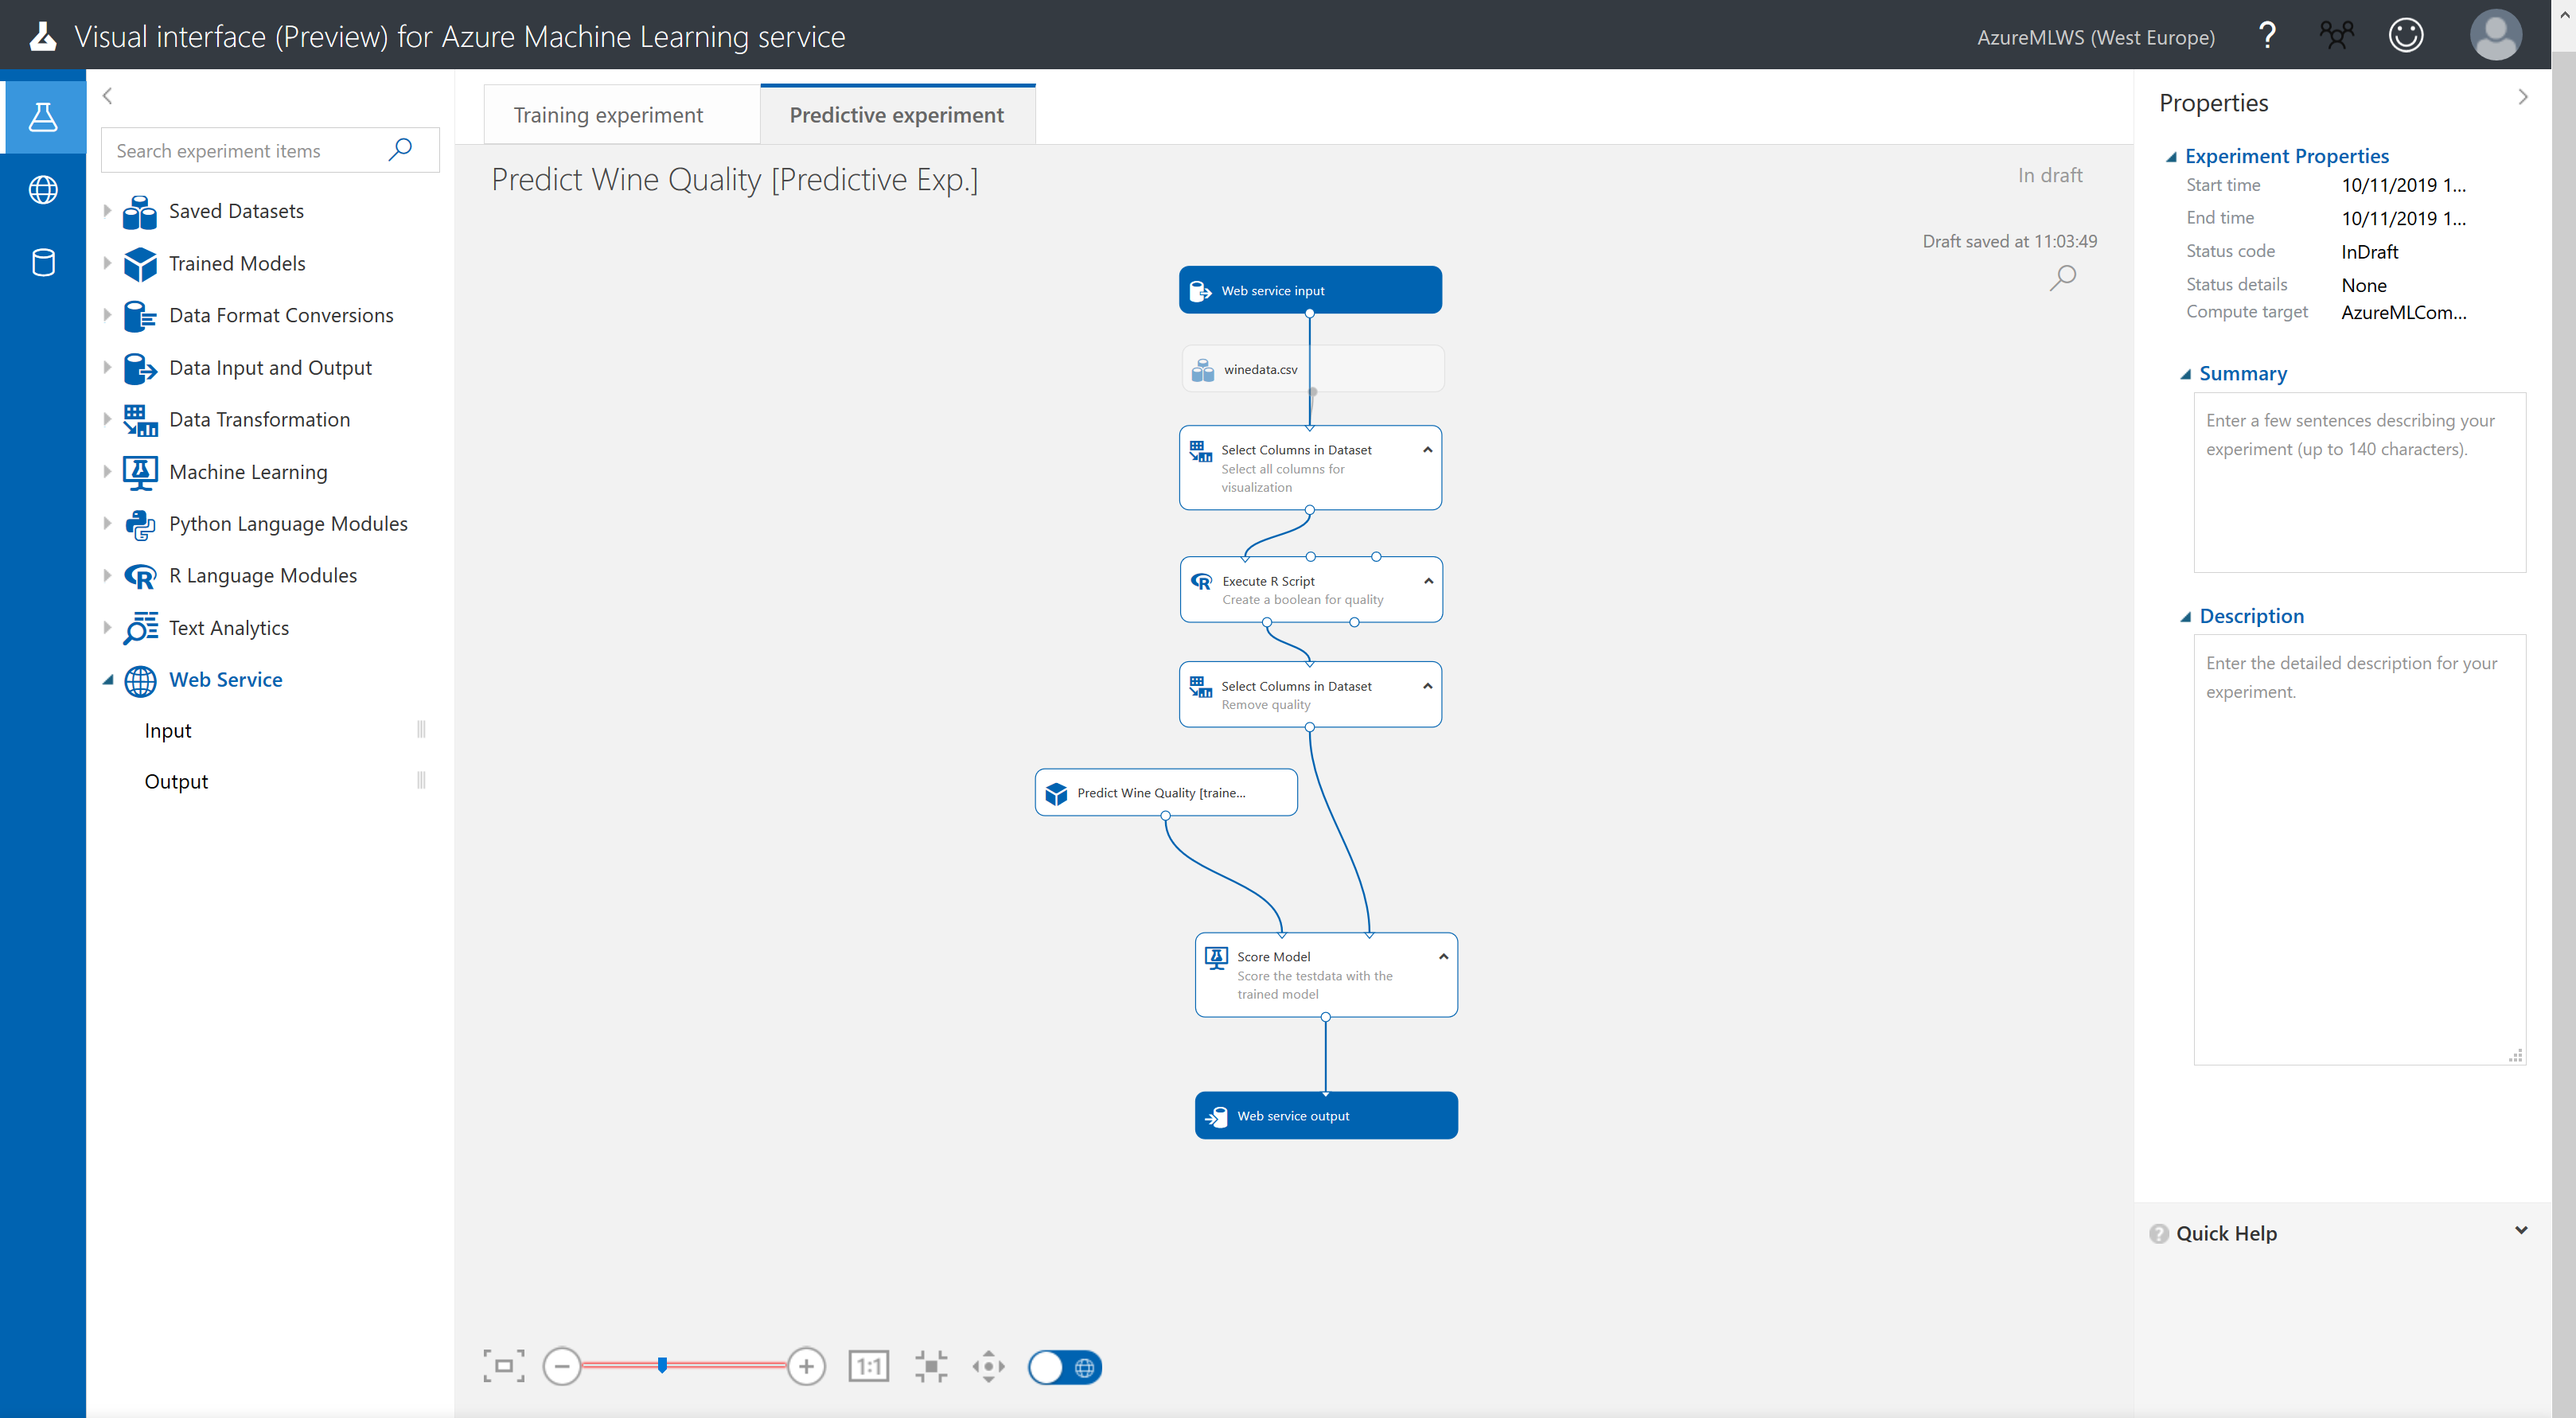 Visual interface (Preview) for Azure Machine Learning service
AzureMLWS (West Europe)
?
Search experiment items
Saved Datasets
Trained Models
Data Format Conversions
Data Input and Output
Data Transformation
Machine Learning
Python Language Modules
R Language Modules
Text Analytics
Web Service
Input
Output
Training experiment
Predictive experiment
Predict Wine Quality [Predictive Exp.]
In draft
Draft saved at 11:03:49
Web service input
winedata.csv
Select Columns in Dataset
Select all columns for
visualization
Execute R Script
Create a boolean for quality
Select Columns in Dataset
Remove quality
Predict Wine Quality [traine...
Score Model
Score the testdata with the
trained model
Web service output
1:1
Properties
Experiment Properties
Start time 10/11/2019 1...
End time 10/11/2019 1...
Status code InDraft
Status details None
Compute target AzureMLCom...
Summary
Enter a few sentences describing your
experiment (up to 140 characters).
Description
Enter the detailed description for your
experiment.
? Quick Help